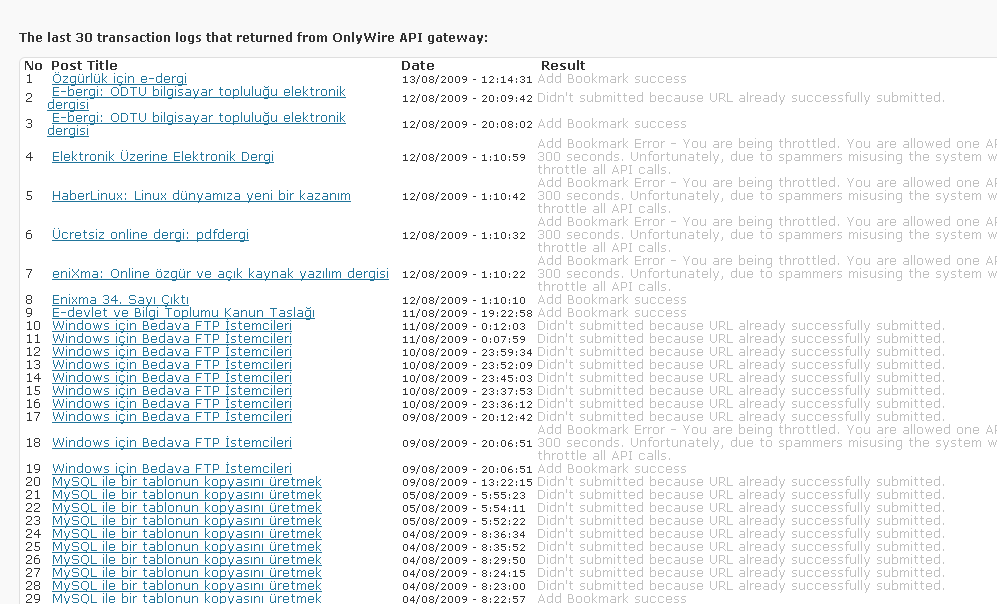 The last 30 transaction logs that returned from OnlyWire API gateway:
No Post Title Date Result
1 Özgürlük için e-dergi 13/08/2009 - 12:14:31 Add Bookmark success
2 E-bergi: ODTU bilgisayar topluluğu elektronik dergisi 12/08/2009 - 20:09:42 Didn't submitted because URL already successfully submitted.
3 E-bergi: ODTU bilgisayar topluluğu elektronik dergisi 12/08/2009 - 20:08:02 Add Bookmark success
4 Elektronik Üzerine Elektronik Dergi 12/08/2009 - 1:10:59 Add Bookmark Error - You are being throttled. You are allowed one AP
300 seconds. Unfortunately, due to spammers misusing the system w
throttle all API calls.
5 HaberLinux: Linux dünyamıza yeni bir kazanım 12/08/2009 - 1:10:42 Add Bookmark Error - You are being throttled. You are allowed one AP
300 seconds. Unfortunately, due to spammers misusing the system w
throttle all API calls.
6 Ücretsiz online dergi: pdfdergi 12/08/2009 - 1:10:32 Add Bookmark Error - You are being throttled. You are allowed one AP
300 seconds. Unfortunately, due to spammers misusing the system w
throttle all API calls.
7 eniXma: Online özgür ve açık kaynak yazılım dergisi 12/08/2009 - 1:10:22 Add Bookmark Error - You are being throttled. You are allowed one AP
300 seconds. Unfortunately, due to spammers misusing the system w
throttle all API calls.
8 Enixma 34. Sayı Çıktı 12/08/2009 - 1:10:10 Add Bookmark success
9 E-devlet ve Bilgi Toplumu Kanun Taslağı 11/08/2009 - 19:22:58 Add Bookmark success
10 Windows için Bedava FTP İstemcileri 11/08/2009 - 0:12:03 Didn't submitted because URL already successfully submitted.
11 Windows için Bedava FTP İstemcileri 11/08/2009 - 0:07:59 Didn't submitted because URL already successfully submitted.
12 Windows için Bedava FTP İstemcileri 10/08/2009 - 23:59:34 Didn't submitted because URL already successfully submitted.
13 Windows için Bedava FTP İstemcileri 10/08/2009 - 23:52:09 Didn't submitted because URL already successfully submitted.
14 Windows için Bedava FTP İstemcileri 10/08/2009 - 23:45:03 Didn't submitted because URL already successfully submitted.
15 Windows için Bedava FTP İstemcileri 10/08/2009 - 23:37:53 Didn't submitted because URL already successfully submitted.
16 Windows için Bedava FTP İstemcileri 10/08/2009 - 23:36:12 Didn't submitted because URL already successfully submitted.
17 Windows için Bedava FTP İstemcileri 09/08/2009 - 20:12:42 Didn't submitted because URL already successfully submitted.
18 Windows için Bedava FTP İstemcileri 09/08/2009 - 20:06:51 Add Bookmark Error - You are being throttled. You are allowed one AP
300 seconds. Unfortunately, due to spammers misusing the system w
throttle all API calls.
19 Windows için Bedava FTP İstemcileri 09/08/2009 - 20:06:51 Add Bookmark success
20 MySQL ile bir tablonun kopyasını üretmek 09/08/2009 - 13:22:15 Didn't submitted because URL already successfully submitted.
21 MySQL ile bir tablonun kopyasını üretmek 05/08/2009 - 5:55:23 Didn't submitted because URL already successfully submitted.
22 MySQL ile bir tablonun kopyasını üretmek 05/08/2009 - 5:54:11 Didn't submitted because URL already successfully submitted.
23 MySQL ile bir tablonun kopyasını üretmek 05/08/2009 - 5:52:22 Didn't submitted because URL already successfully submitted.
24 MySQL ile bir tablonun kopyasını üretmek 04/08/2009 - 8:36:34 Didn't submitted because URL already successfully submitted.
25 MySQL ile bir tablonun kopyasını üretmek 04/08/2009 - 8:35:52 Didn't submitted because URL already successfully submitted.
26 MySQL ile bir tablonun kopyasını üretmek 04/08/2009 - 8:29:50 Didn't submitted because URL already successfully submitted.
27 MySQL ile bir tablonun kopyasını üretmek 04/08/2009 - 8:24:15 Didn't submitted because URL already successfully submitted.
28 MySQL ile bir tablonun kopyasını üretmek 04/08/2009 - 8:23:00 Didn't submitted because URL already successfully submitted.
29 MySQL ile bir tablonun kopyasını üretmek 04/08/2009 - 8:22:57 Add Bookmark success